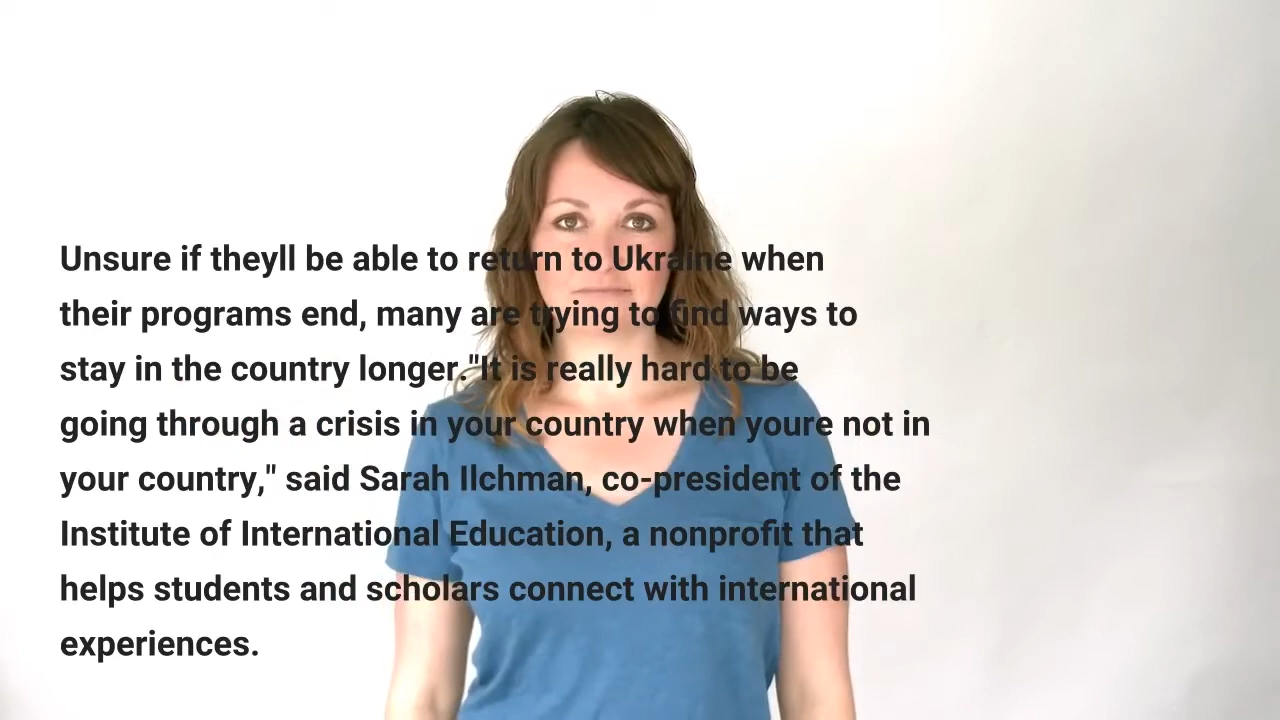 Unsure if theyll be able to return to Ukraine when
their programs end, many are trying to find ways to
stay in the country longer."It is really hard to be
going through a crisis in your country when youre not in
your country," said Sarah Ilchman, co-president of the
Institute of International Education, a nonprofit that
helps students and scholars connect with international
experiences.